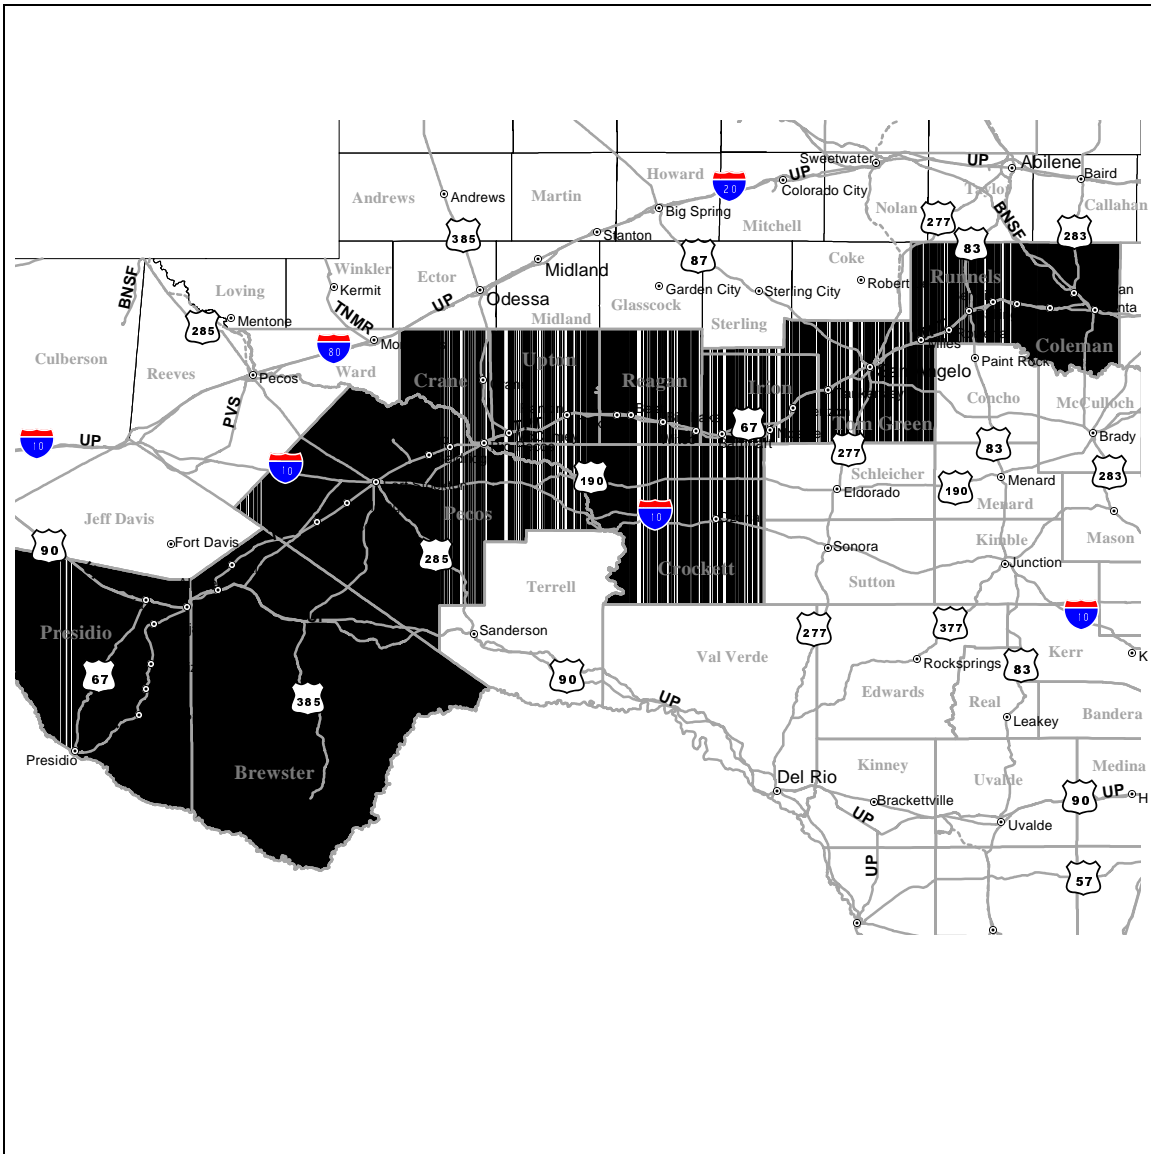 Sweetwater
UP
UP
Abilene
Baird
Howard
Andrews
Andrews
Martin
20
Colorado City
Taylor
Callahan
Nolan
277
BNSF
Big Spring
Mitchell
385
Stanton
87
83
283
Coke
Winkler
Ector
Midland
Runnels
BNSF
Loving
Kermit
Odessa
Garden City
Sterling City
Robert
UP
TNMR
Midland
Glasscock
Sterling
285
Mentone
80
Culberson
Reeves
Ward
Pecos
Crane
Upton
Reagan
Irion
Paint Rock
Coleman
Concho
McCulloch
PVS
67
Tom Green
UP
10
10
277
83
Brady
283
190
Schleicher
Eldorado
190
Menard
Menard
Jeff Davis
Pecos
10
Fort Davis
90
285
Sonora
Kimble
Mason
Junction
Terrell
Crockett
Sutton
10
Presidio
Sanderson
277
377
Kerr
K
67
385
90
Val Verde
Rocksprings
83
Edwards
Real
UP
Leakey
Bandera
Presidio
Brewster
Del Rio
Kinney
Uvalde
Medina
Brackettville
90
UP
H
UP
Uvalde
UP
57